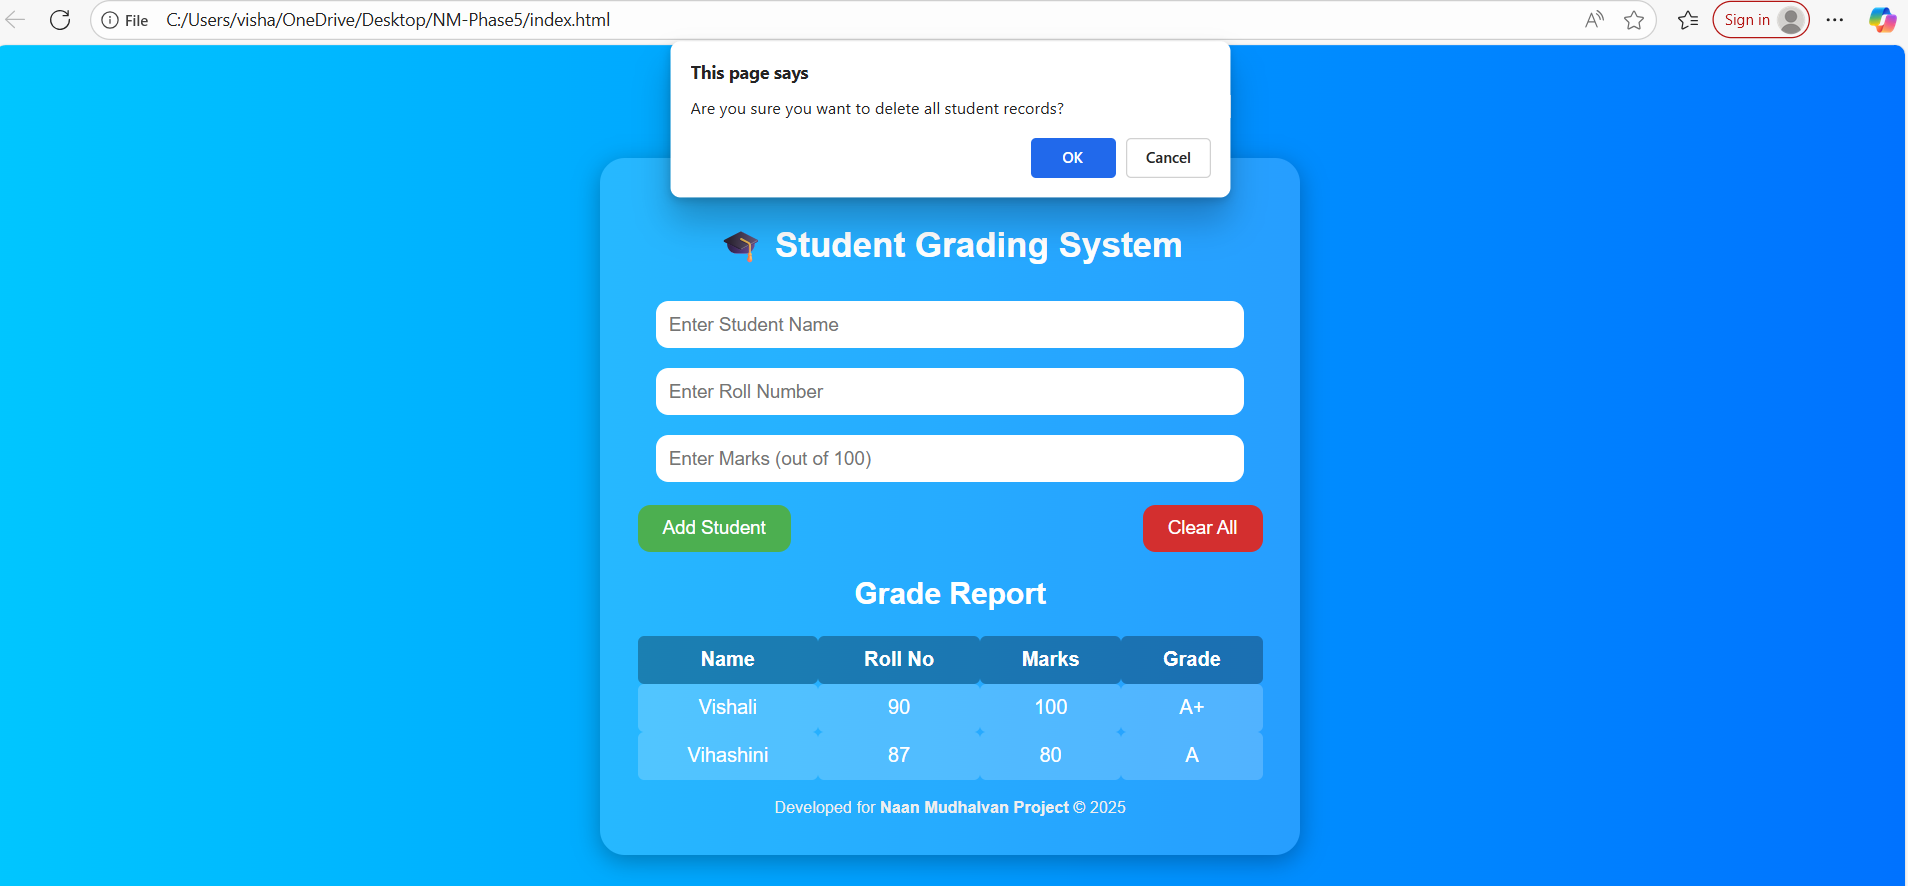 File C:/Users/visha/OneDrive/Desktop/NM-Phase5/index.html Sign in
This page says
Are you sure you want to delete all student records?
OK Cancel
🎓 Student Grading System
Enter Student Name
Enter Roll Number
Enter Marks (out of 100)
Add Student Clear All
Grade Report
Name Roll No Marks Grade
Vishali 90 100 A+
Vihashini 87 80 A
Developed for Naan Mudhalvan Project © 2025